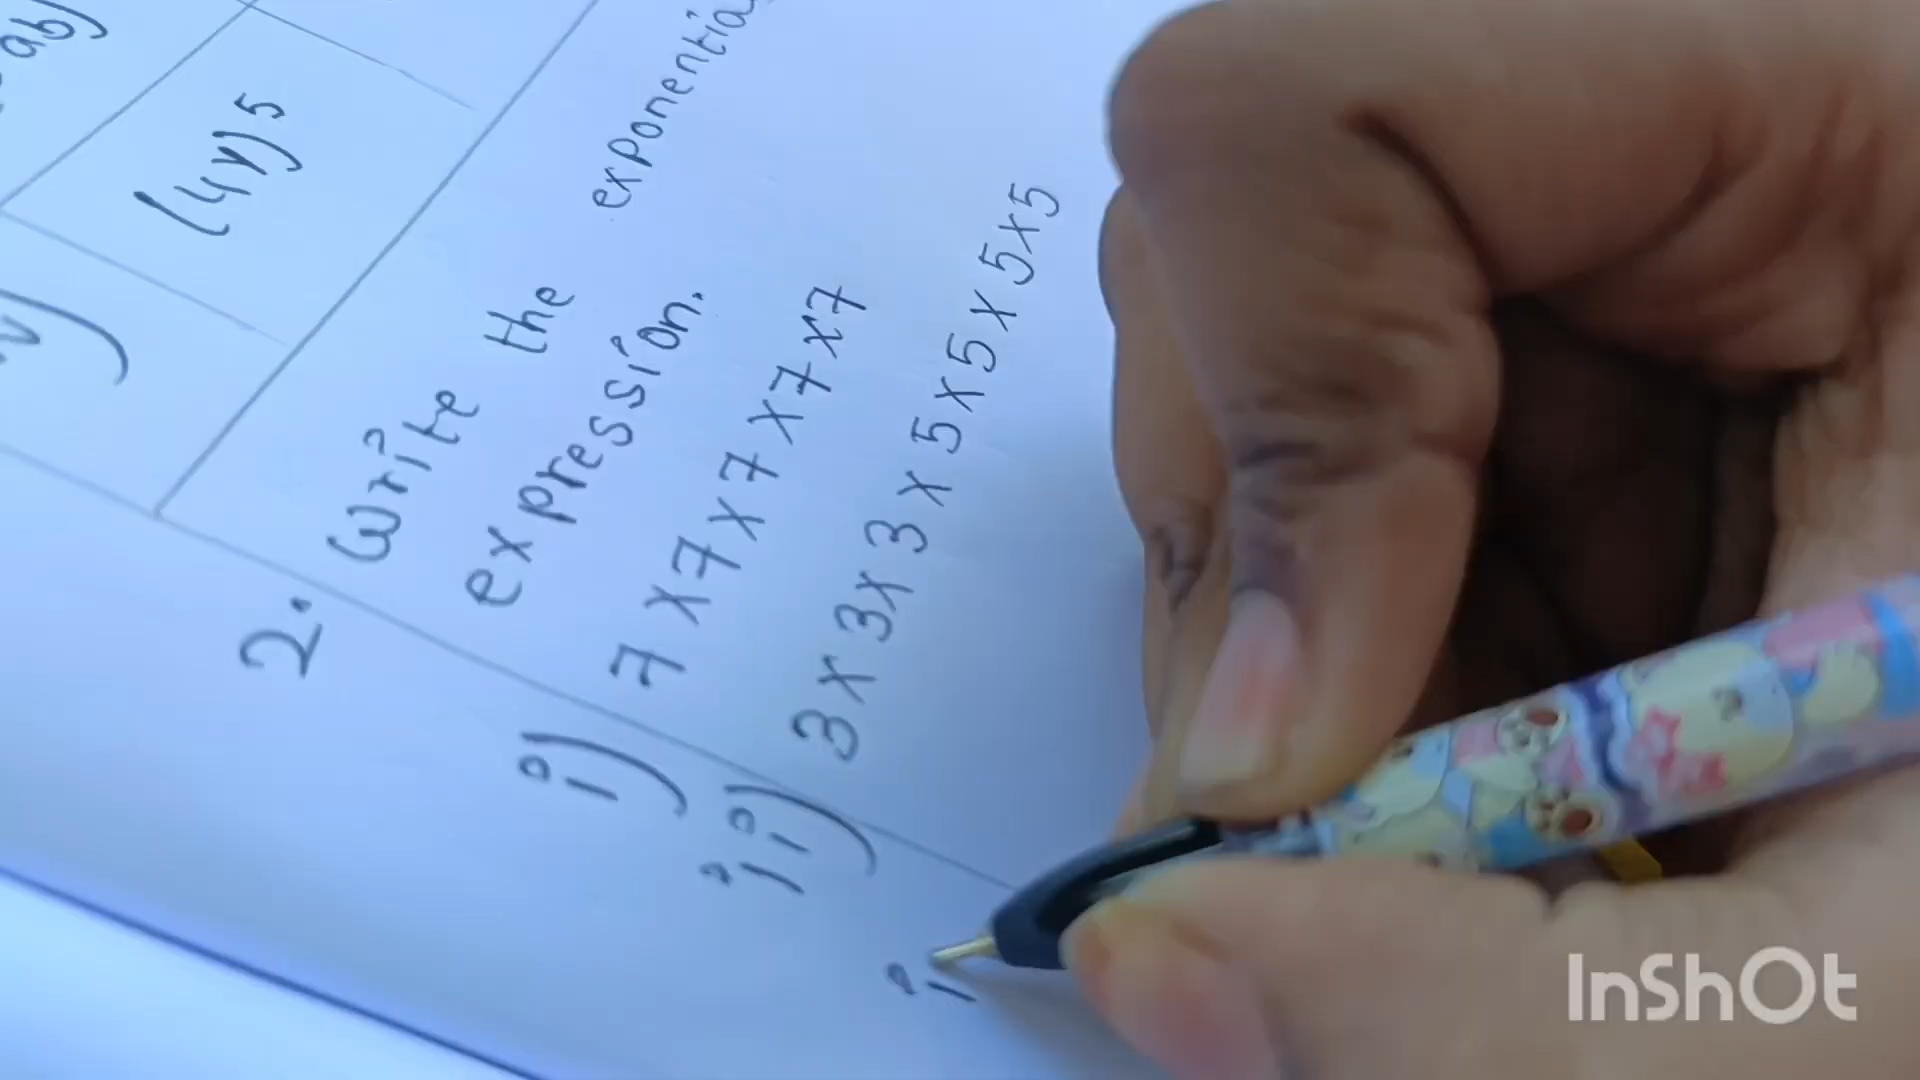 (4y)5
2. Write the exponential
expression.
i) 7 x 7 x 7 x 7 x 7
ii) 3 x 3 x 3 x 5 x 5 x 5 x 5
i
InShOt